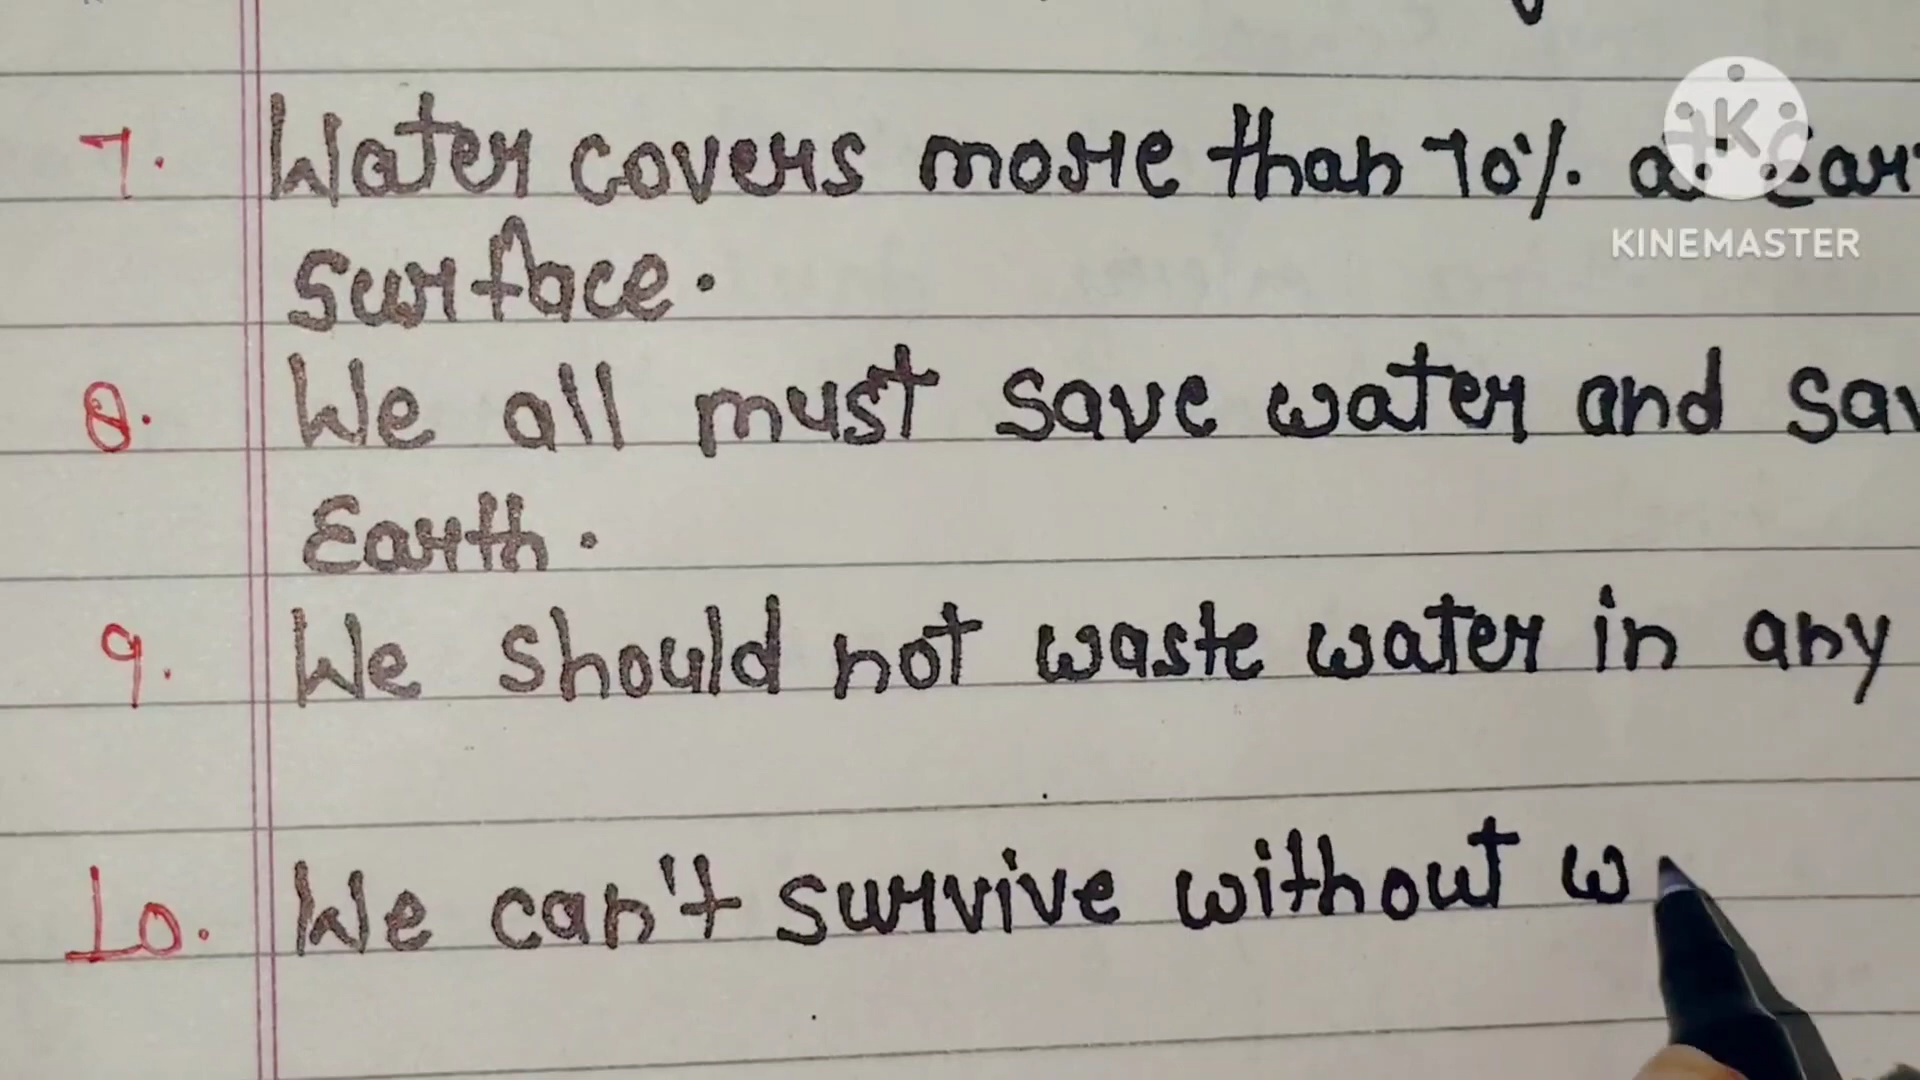 7. Water covers more than 70%. Ear
KINEMASTER
surface.
8. We all must save water and sav
Earth.
9. We should not waste water in any
10. We can't survive without w